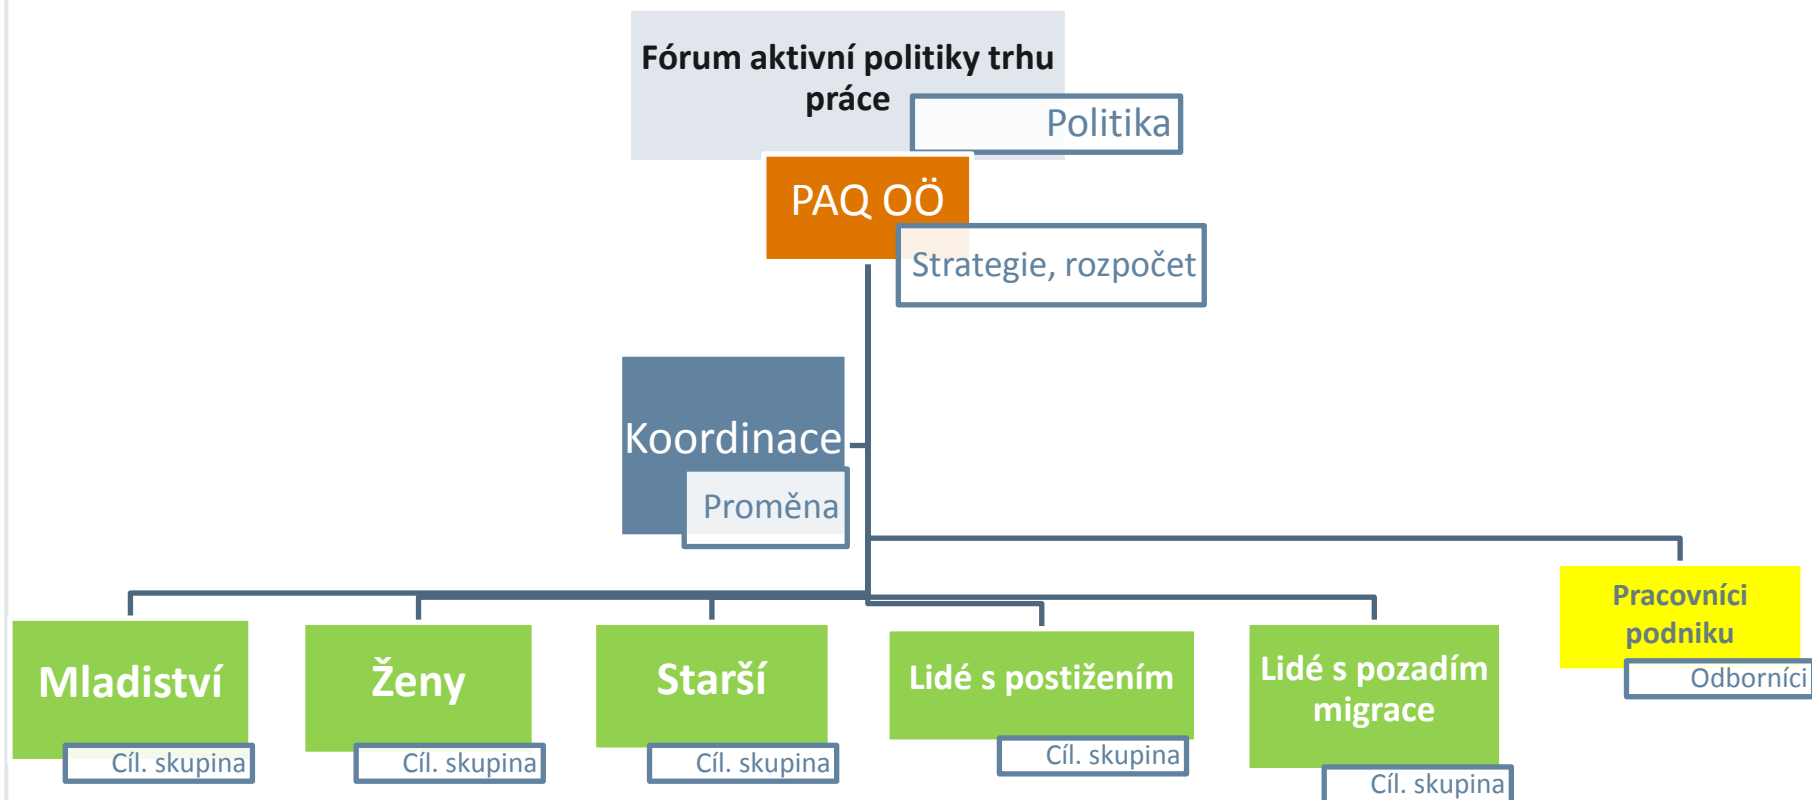 Fórum aktivní politiky trhu
práce
Politika
PAQ OÖ
Strategie, rozpočet
Koordinace
Proměna
Mladiství
Cíl. skupina
Ženy
Cíl. skupina
Starší
Cíl. skupina
Lidé s postižením
Cíl. skupina
Lidé s pozadím
migrace
Cíl. skupina
Pracovníci
podniku
Odborníci